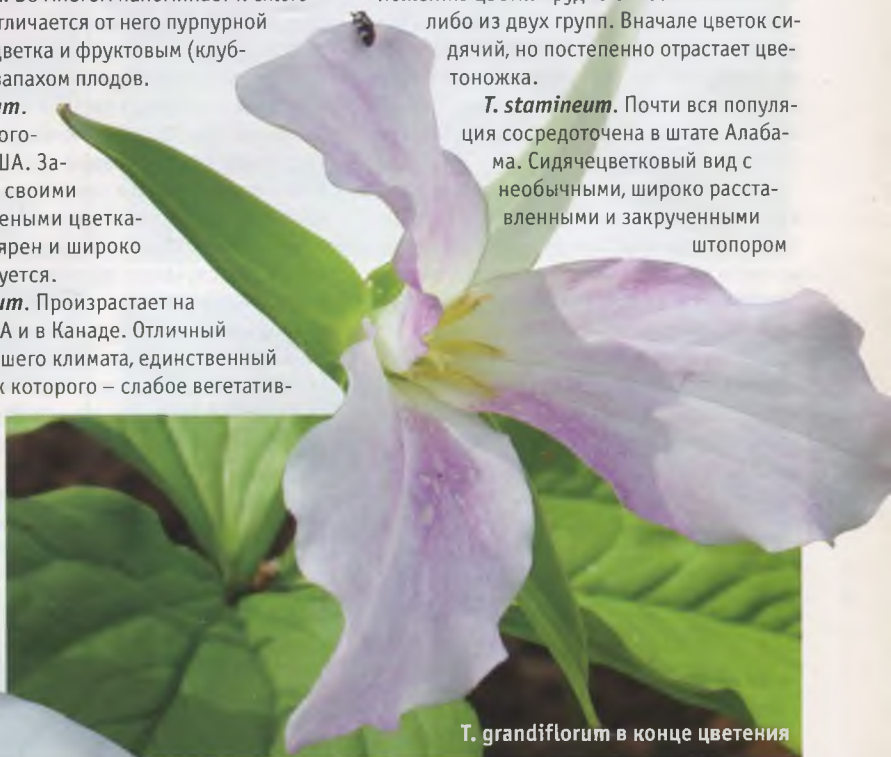 тличается от него пурпурной
цветка и фруктовым (клуб-
запахом плодов.
um.
ого-
ША. За-
своими
еными цветка-
ярен и широко
уется.
um. Произрастает на
А и в Канаде. Отличный
шего климата, единственный
к которого – слабое вегетатив-
либо из двух групп. Вначале цветок си-
дячий, но постепенно отрастает цве-
тоножка.
T. stamineum. Почти вся популя-
ция сосредоточена в штате Алаба-
ма. Сидячецветковый вид с
необычными, широко расста-
вленными и закрученными
штопором
T. grandiflorum в конце цветения